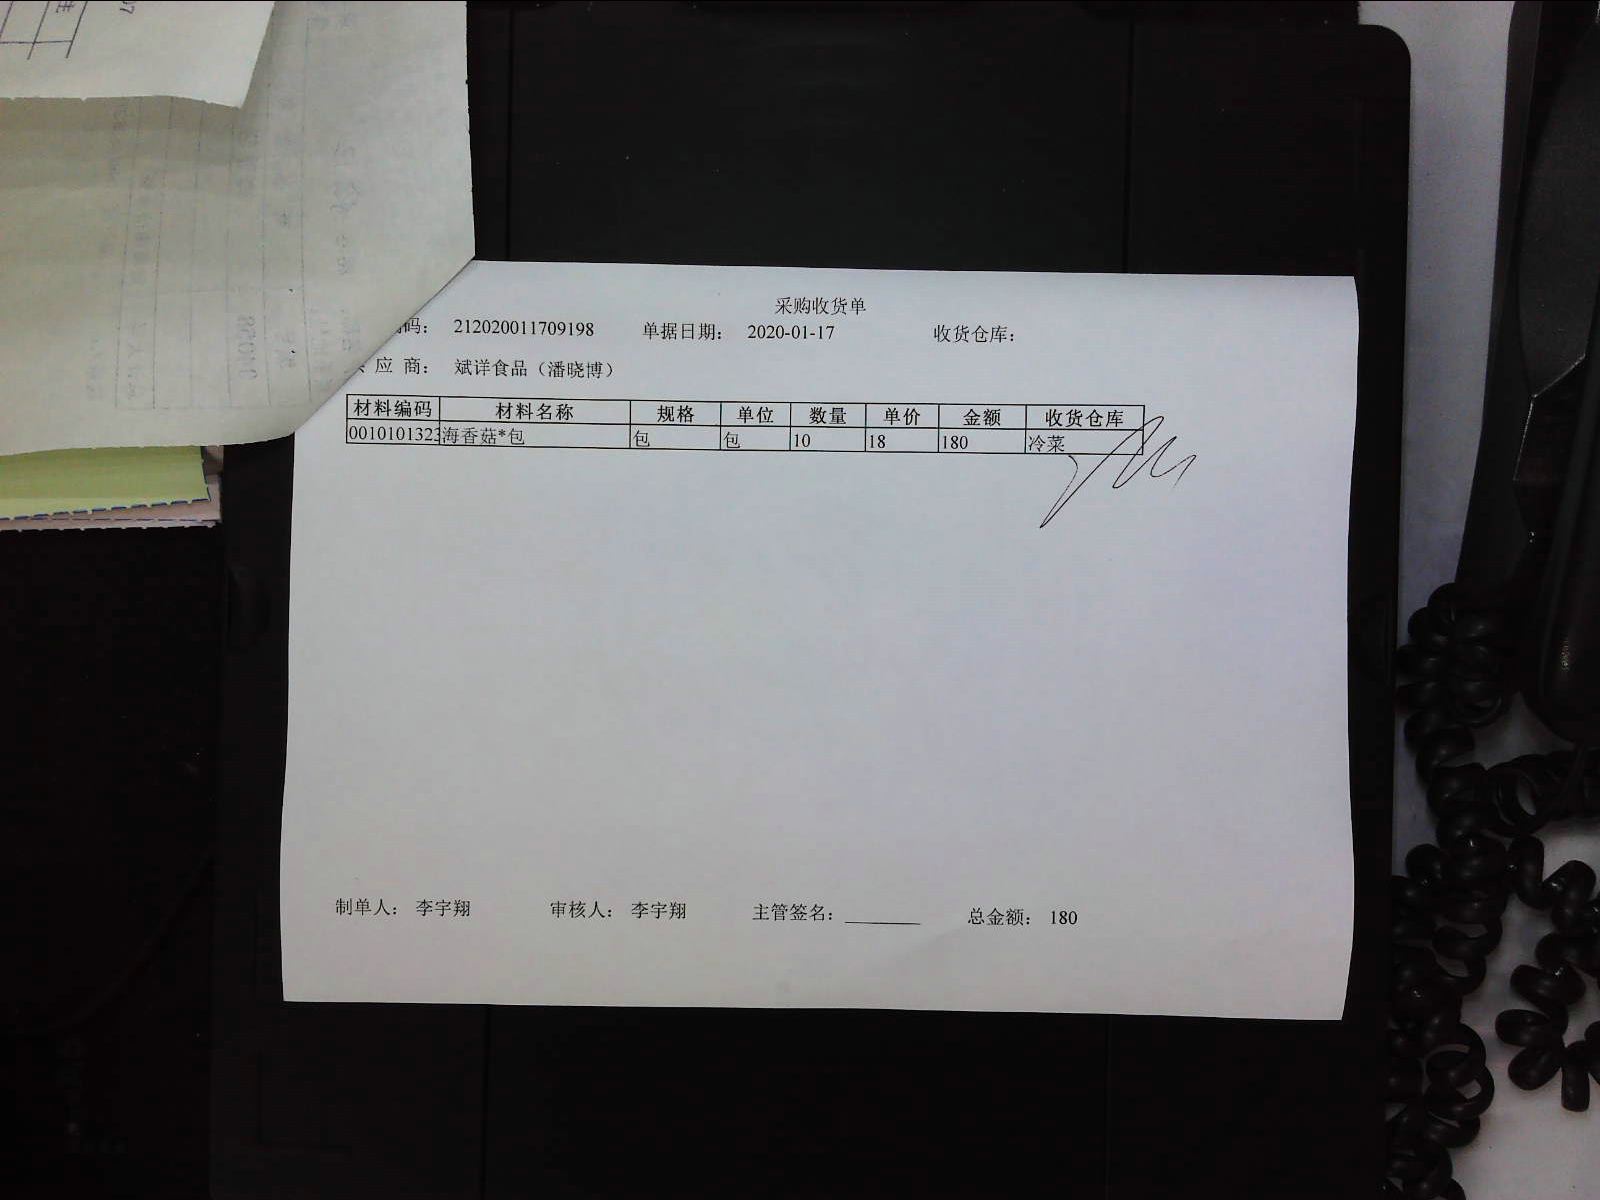 采购收货单
码： 212020011709198 单据日期： 2020-01-17 收货仓库：
应 商： 斌洋食品（潘晓博）
材料编码 材料名称 规格 单位 数量 单价 金额 收货仓库
0010101323 海香菇*包 包 包 10 18 180 冷菜
制单人： 李宇翔 审核人： 李宇翔 主管签名： 总金额： 180